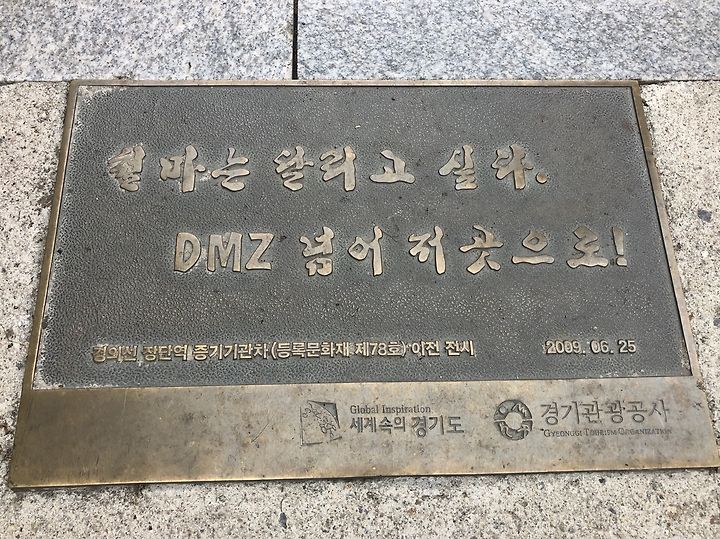 철마는 달리고 싶다.
DMZ 넘어 저곳으로!
경의선 장단역 증기기관차 (등록문화재 제78호) 이전 전시 2009. 06. 25
Global Inspiration
세계속의 경기도
경기관광공사
GYEONGGI TOURISM ORGANIZATION